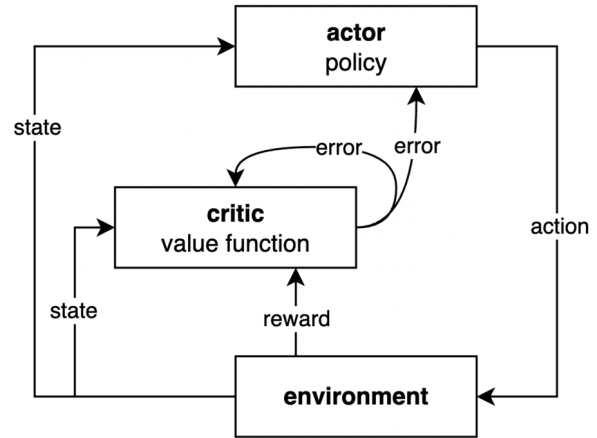 actor
policy
state
error
error
critic
value function
action
state
reward
environment